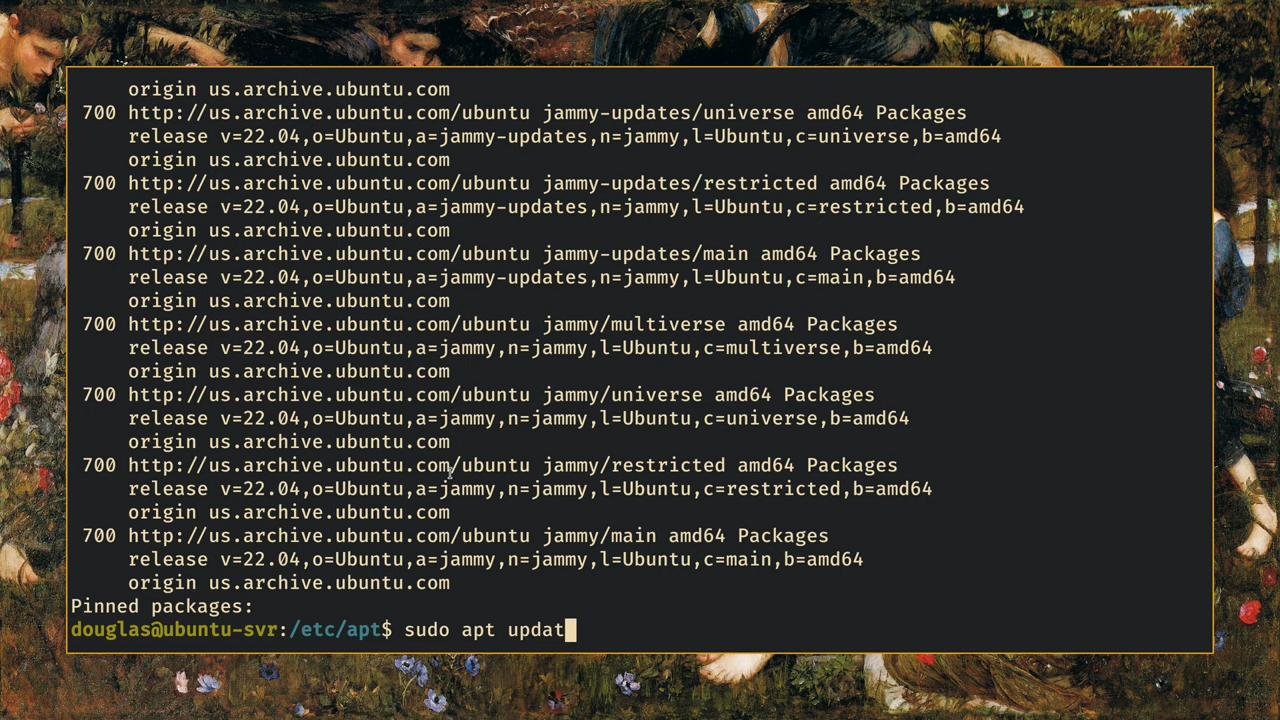 origin us.archive.ubuntu.com
700 http://us.archive.ubuntu.com/ubuntu jammy-updates/universe amd64 Packages
release v=22.04,o=Ubuntu,a=jammy-updates,n=jammy,l=Ubuntu,c=universe,b=amd64
origin us.archive.ubuntu.com
700 http://us.archive.ubuntu.com/ubuntu jammy-updates/restricted amd64 Packages
release v=22.04,o=Ubuntu,a=jammy-updates,n=jammy,l=Ubuntu,c=restricted,b=amd64
origin us.archive.ubuntu.com
700 http://us.archive.ubuntu.com/ubuntu jammy-updates/main amd64 Packages
release v=22.04,o=Ubuntu,a=jammy-updates,n=jammy,l=Ubuntu,c=main,b=amd64
origin us.archive.ubuntu.com
700 http://us.archive.ubuntu.com/ubuntu jammy/multiverse amd64 Packages
release v=22.04,o=Ubuntu,a=jammy,n=jammy,l=Ubuntu,c=multiverse,b=amd64
origin us.archive.ubuntu.com
700 http://us.archive.ubuntu.com/ubuntu jammy/universe amd64 Packages
release v=22.04,o=Ubuntu,a=jammy,n=jammy,l=Ubuntu,c=universe,b=amd64
origin us.archive.ubuntu.com
700 http://us.archive.ubuntu.com/ubuntu jammy/restricted amd64 Packages
release v=22.04,o=Ubuntu,a=jammy,n=jammy,l=Ubuntu,c=restricted,b=amd64
origin us.archive.ubuntu.com
700 http://us.archive.ubuntu.com/ubuntu jammy/main amd64 Packages
release v=22.04,o=Ubuntu,a=jammy,n=jammy,l=Ubuntu,c=main,b=amd64
origin us.archive.ubuntu.com
Pinned packages:
douglas@ubuntu-svr:/etc/apt$ sudo apt updat